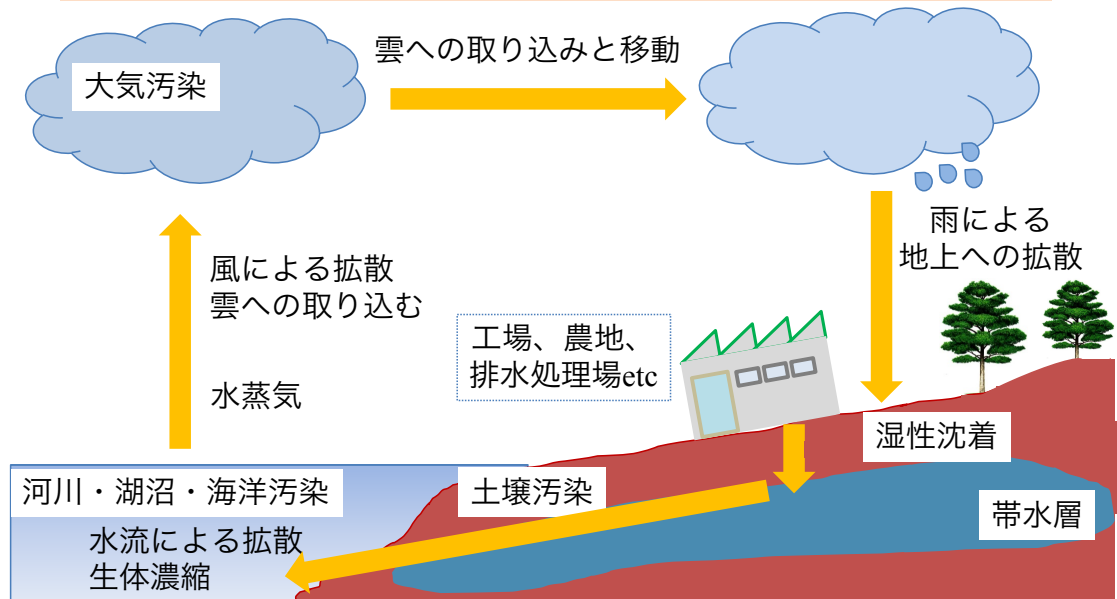 大気汚染
雲への取り込みと移動
雨による
地上への拡散
風による拡散
雲への取り込む
水蒸気
工場、農地、
排水処理場etc
湿性沈着
河川・湖沼・海洋汚染
水流による拡散
生体濃縮
土壌汚染
帯水層